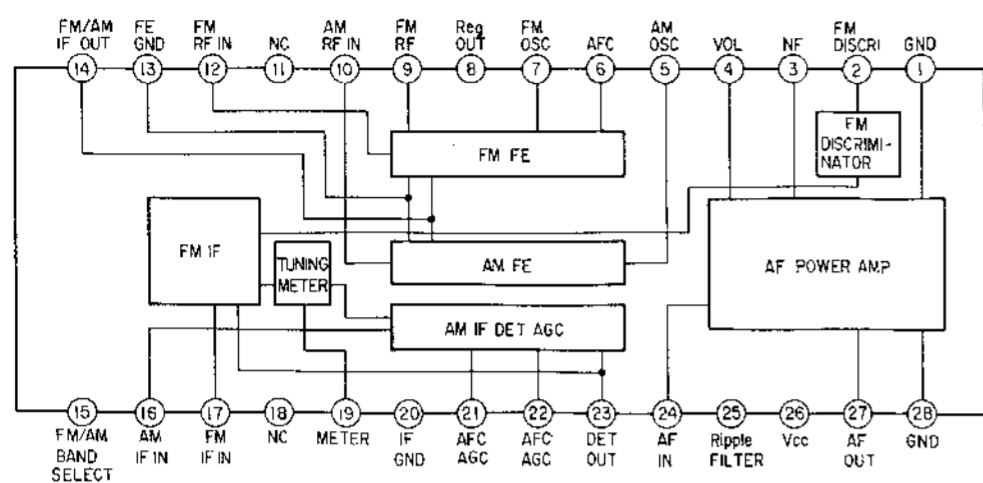 FM/AM FE FM AM FM Reg FM AM FM
IF OUT GND RF IN NC RF IN RF OUT OSC AFC OSC VOL NF DISCRI GND
14 13 12 11 10 9 8 7 6 5 4 3 2 1
FM FE
FM
DISCRIMI-
NATOR
FM IF
TUNING
METER
AM FE
AF POWER AMP
AM IF DET AGC
15 16 17 18 19 20 21 22 23 24 25 26 27 28
FM/AM AM FM NC METER IF AFC AFC DET AF Ripple Vcc AF GND
BAND IF IN IF IN GND AGC AGC OUT IN FILTER OUT
SELECT